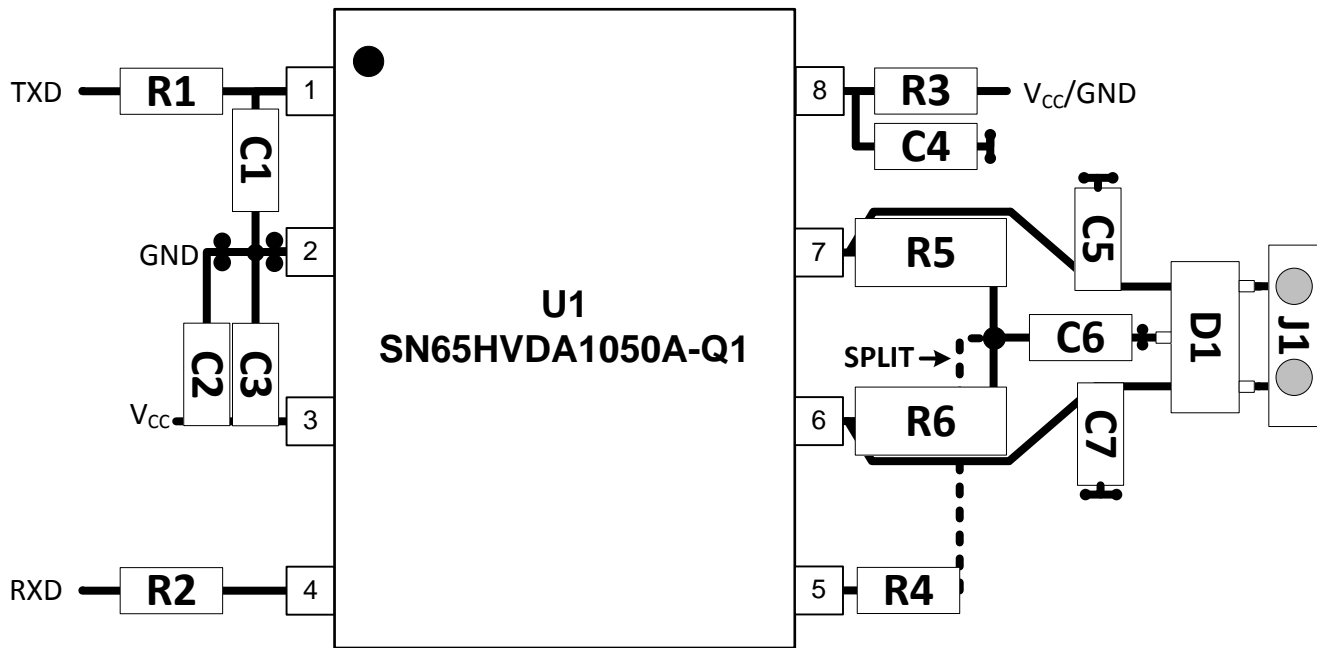 TXD
R1
1
C1
GND
2
C2
C3
VCC
3
RXD
R2
4
U1
SN65HVDA1050A-Q1
8
R3
VCC/GND
C4
7
R5
C5
D1
J1
C6
SPLIT
6
R6
C7
5
R4